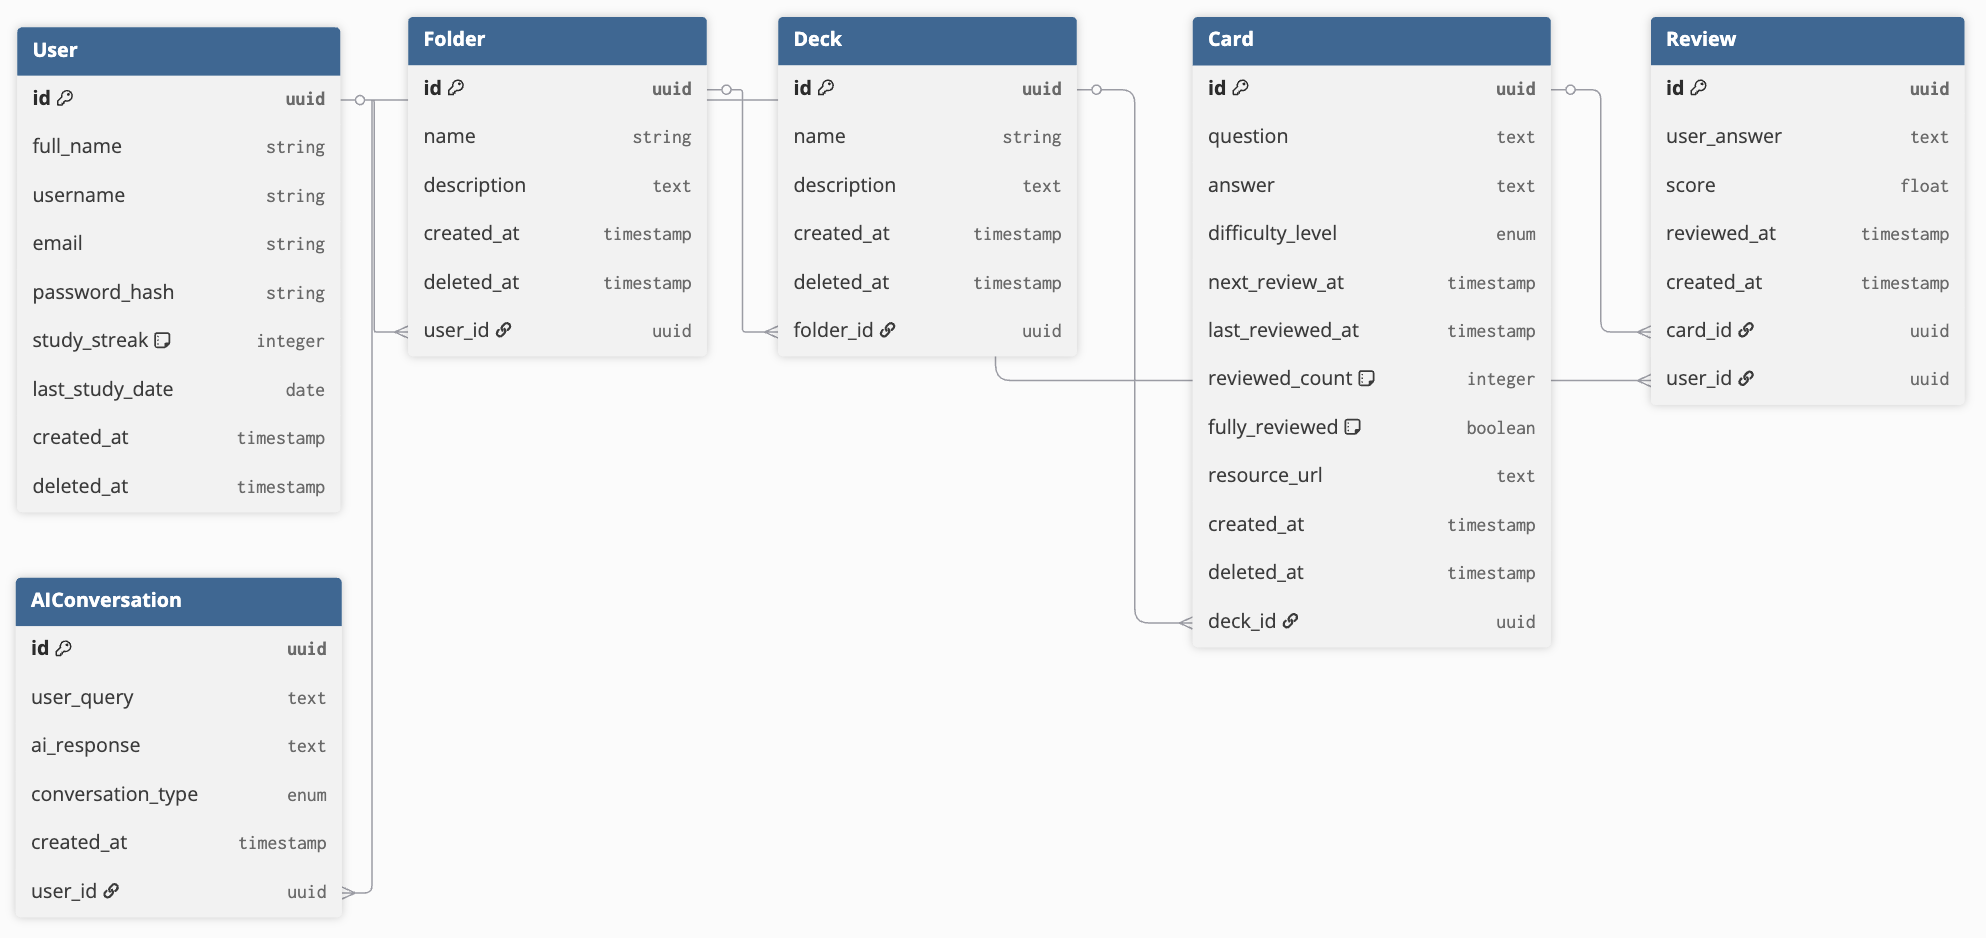 User
id uuid
full_name string
username string
email string
password_hash string
study_streak integer
last_study_date date
created_at timestamp
deleted_at timestamp
Folder
id uuid
name string
description text
created_at timestamp
deleted_at timestamp
user_id uuid
Deck
id uuid
name string
description text
created_at timestamp
deleted_at timestamp
folder_id uuid
Card
id uuid
question text
answer text
difficulty_level enum
next_review_at timestamp
last_reviewed_at timestamp
reviewed_count integer
fully_reviewed boolean
resource_url text
created_at timestamp
deleted_at timestamp
deck_id uuid
Review
id uuid
user_answer text
score float
reviewed_at timestamp
created_at timestamp
card_id uuid
user_id uuid
AIConversation
id uuid
user_query text
ai_response text
conversation_type enum
created_at timestamp
user_id uuid